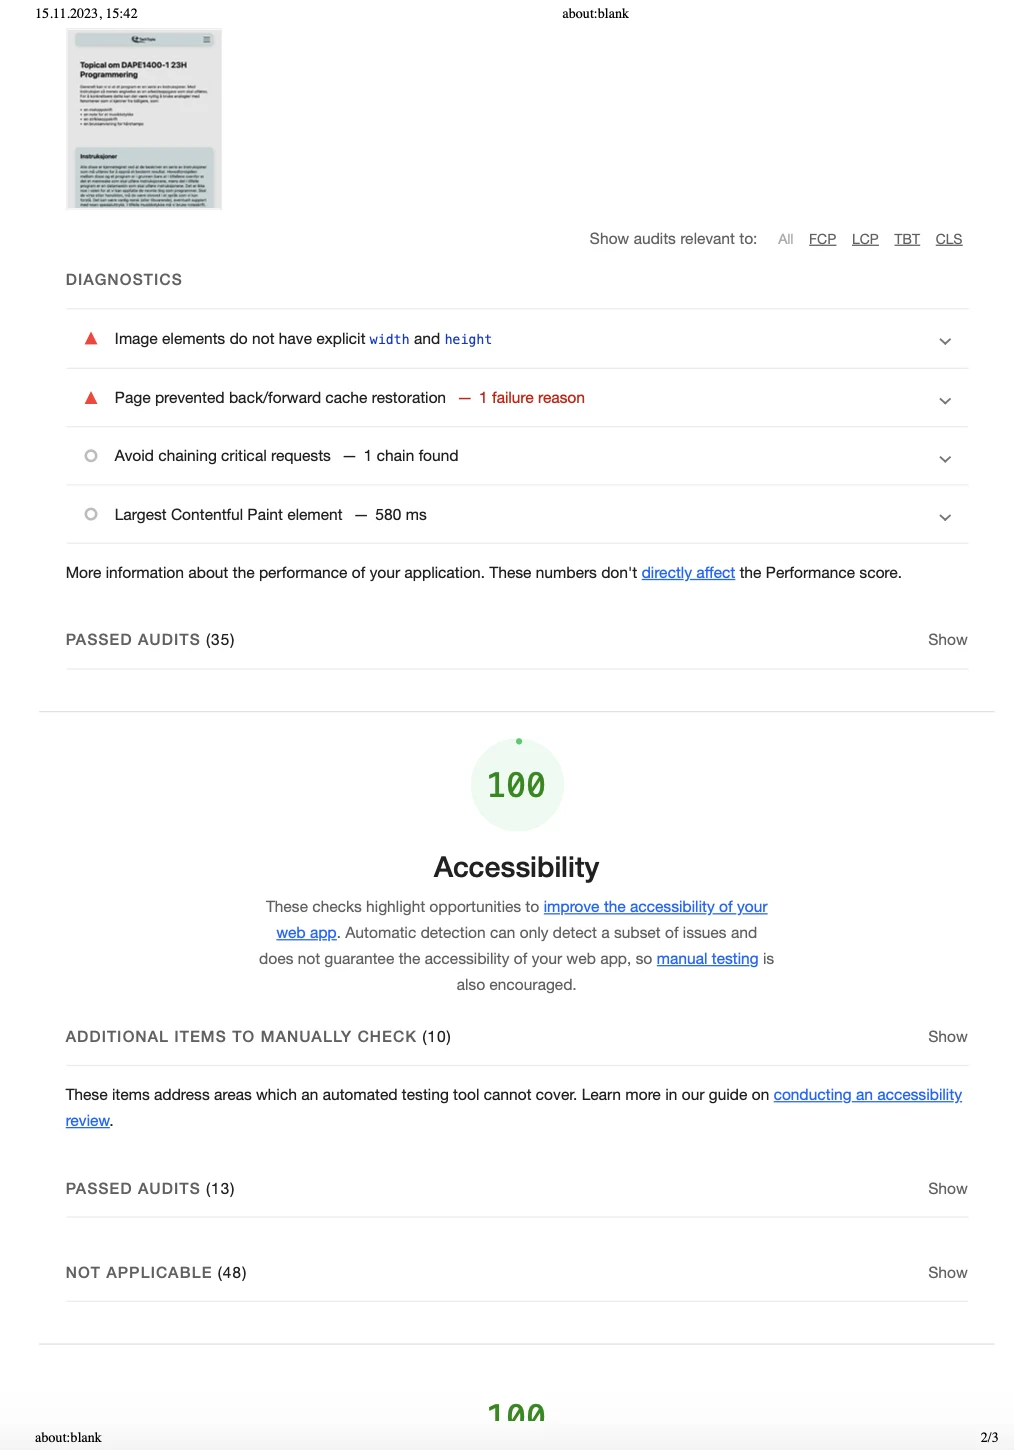 15.11.2023, 15:42
about:blank
Topical om DAPE1400-1 23H
Programmering
Instruksjoner
Show audits relevant to: All FCP LCP TBT CLS
DIAGNOSTICS
Image elements do not have explicit width and height
Page prevented back/forward cache restoration — 1 failure reason
Avoid chaining critical requests — 1 chain found
Largest Contentful Paint element — 580 ms
More information about the performance of your application. These numbers don't directly affect the Performance score.
PASSED AUDITS (35)
Show
100
Accessibility
These checks highlight opportunities to improve the accessibility of your
web app. Automatic detection can only detect a subset of issues and
does not guarantee the accessibility of your web app, so manual testing is
also encouraged.
ADDITIONAL ITEMS TO MANUALLY CHECK (10)
Show
These items address areas which an automated testing tool cannot cover. Learn more in our guide on conducting an accessibility
review.
PASSED AUDITS (13)
Show
NOT APPLICABLE (48)
Show
100
about:blank
2/3